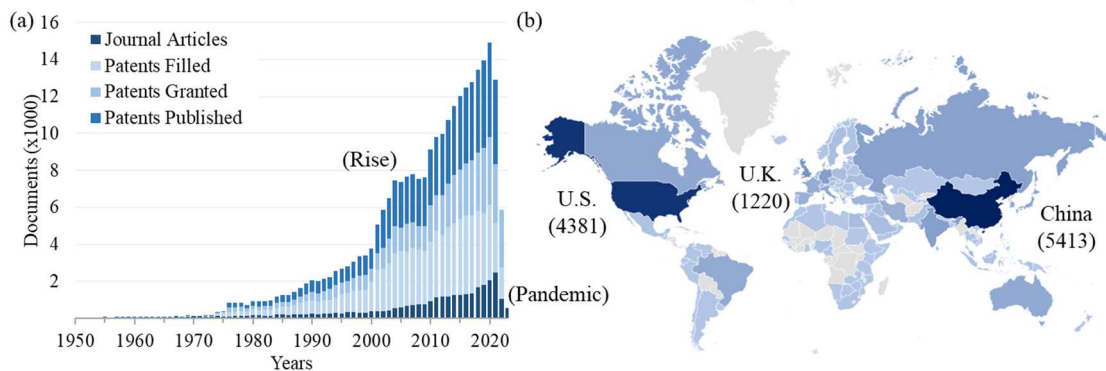 (a)
16
14
12
10
8
6
4
2
Documents (x1000)
Journal Articles
Patents Filled
Patents Granted
Patents Published
(Rise)
(Pandemic)
1950 1960 1970 1980 1990 2000 2010 2020
Years
(b)
U.S.
(4381)
U.K.
(1220)
China
(5413)